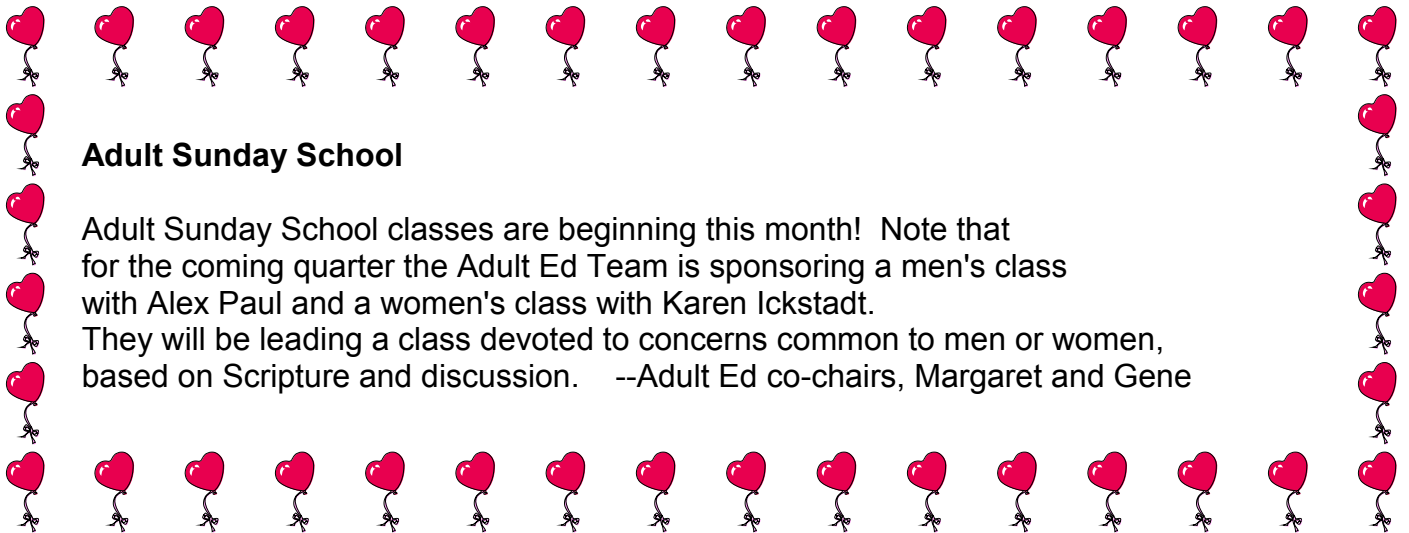 Adult Sunday School
Adult Sunday School classes are beginning this month!  Note that
for the coming quarter the Adult Ed Team is sponsoring a men's class
with Alex Paul and a women's class with Karen Ickstadt.
They will be leading a class devoted to concerns common to men or women,
based on Scripture and discussion.    --Adult Ed co-chairs, Margaret and Gene